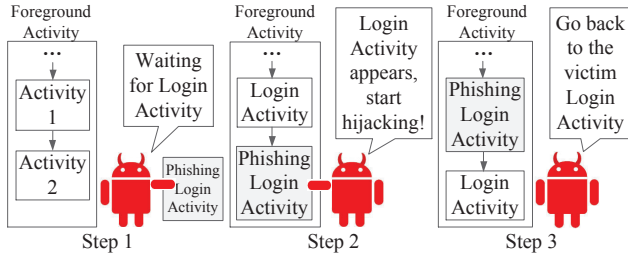 Foreground
Activity
...
Activity
1
Activity
2
Waiting
for Login
Activity
Phishing
Login
Activity
Step 1
Foreground
Activity
...
Login
Activity
Phishing
Login
Activity
Login
Activity
appears,
start
hijacking!
Step 2
Foreground
Activity
...
Phishing
Login
Activity
Login
Activity
Go back
to the
victim
Login
Activity
Step 3